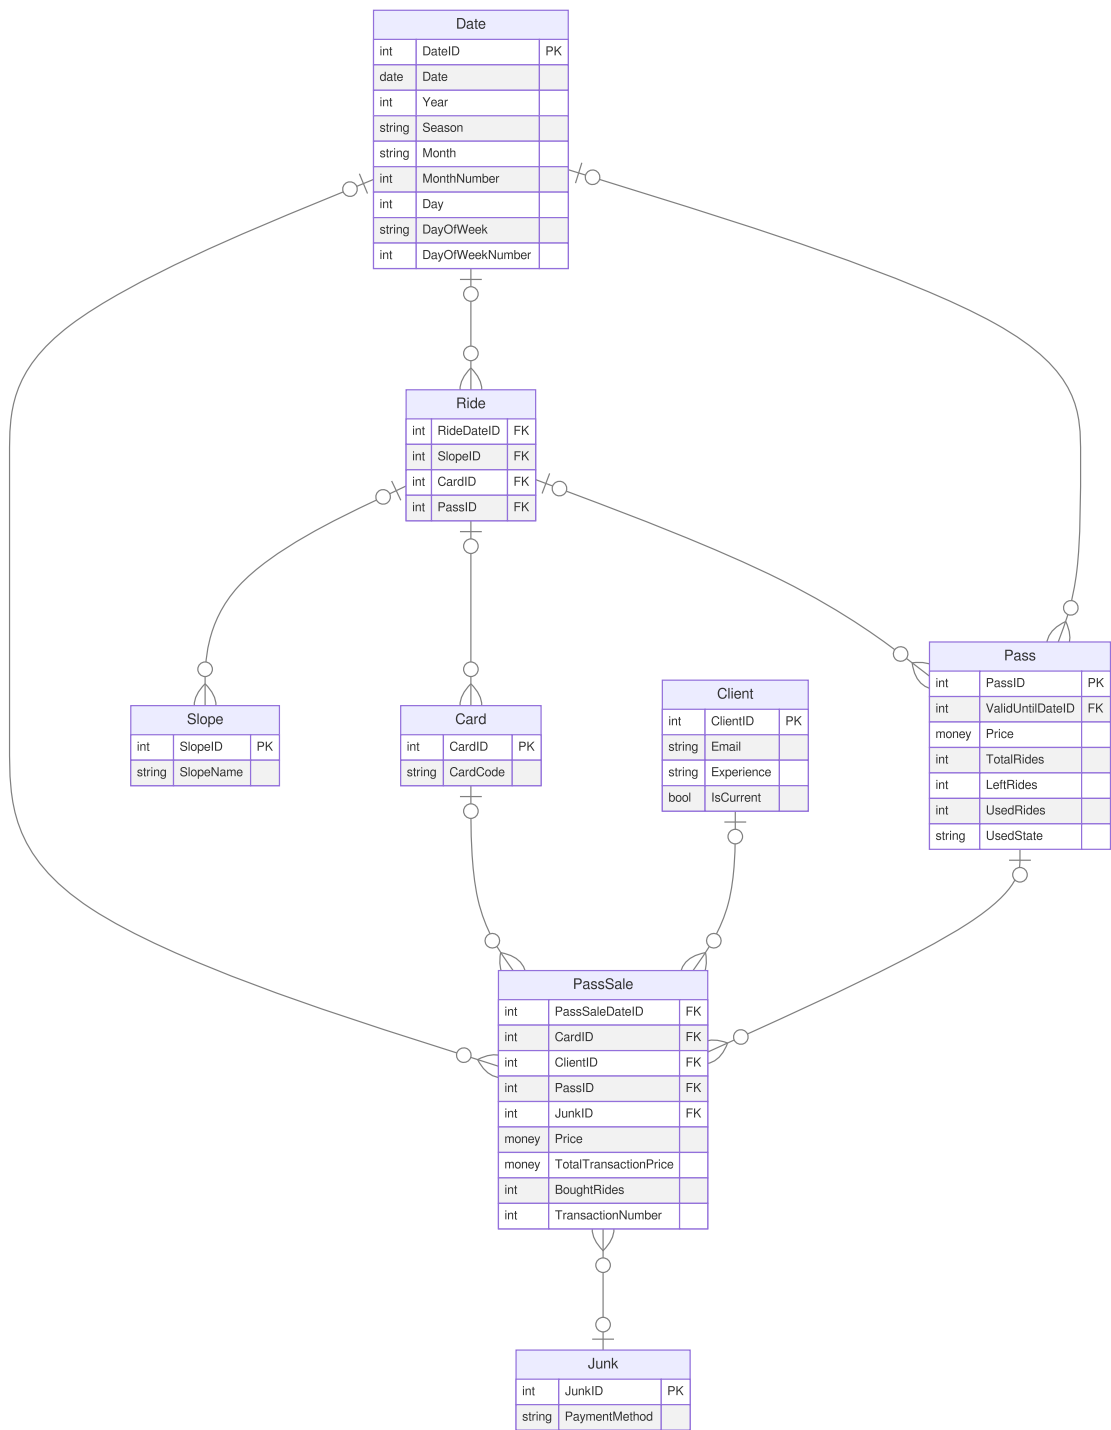 Date
int DateID PK
date Date
int Year
string Season
string Month
int MonthNumber
int Day
string DayOfWeek
int DayOfWeekNumber
Ride
int RideDateID FK
int SlopeID FK
int CardID FK
int PassID FK
Slope
int SlopeID PK
string SlopeName
Card
int CardID PK
string CardCode
Client
int ClientID PK
string Email
string Experience
bool IsCurrent
Pass
int PassID PK
int ValidUntilDateID FK
money Price
int TotalRides
int LeftRides
int UsedRides
string UsedState
PassSale
int PassSaleDateID FK
int CardID FK
int ClientID FK
int PassID FK
int JunkID FK
money Price
money TotalTransactionPrice
int BoughtRides
int TransactionNumber
Junk
int JunkID PK
string PaymentMethod